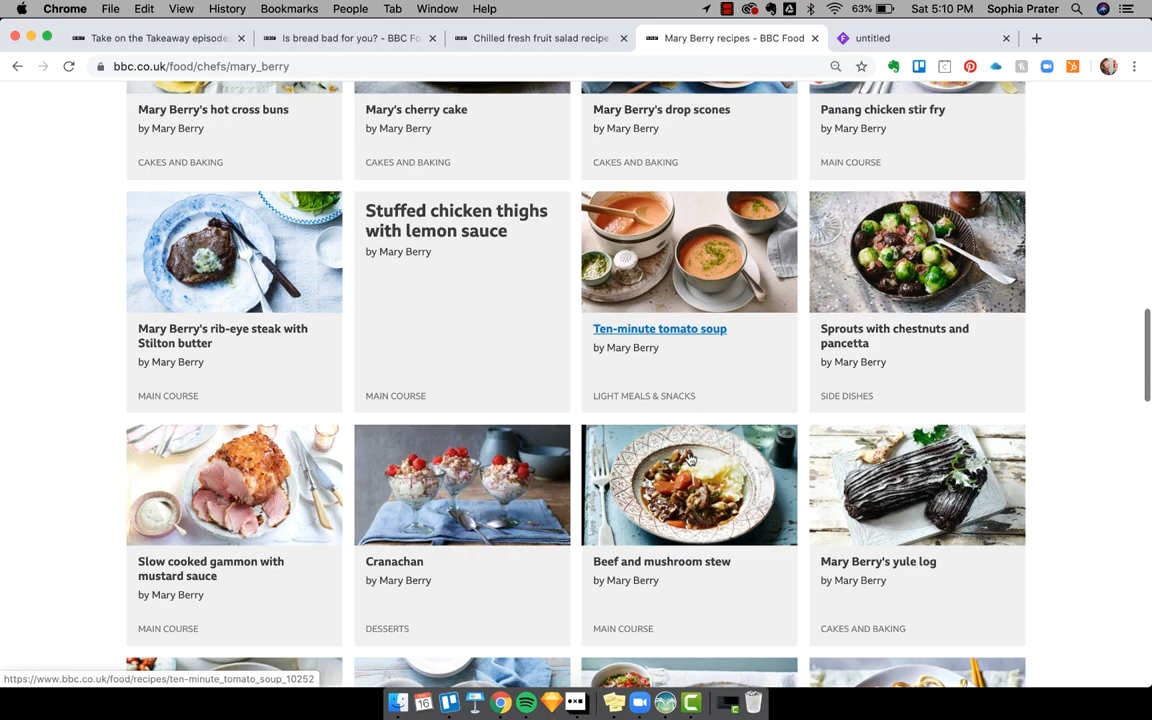 Chrome File Edit View History Bookmarks People Tab Window Help 63% Sat 5:10 PM Sophia Prater
Take on the Takeaway episode
Is bread bad for you? - BBC Fo
Chilled fresh fruit salad recipe
Mary Berry recipes - BBC Food
untitled
bbc.co.uk/food/chefs/mary_berry
Mary Berry's hot cross buns
by Mary Berry
CAKES AND BAKING
Mary's cherry cake
by Mary Berry
CAKES AND BAKING
Mary Berry's drop scones
by Mary Berry
CAKES AND BAKING
Panang chicken stir fry
by Mary Berry
MAIN COURSE
Mary Berry's rib-eye steak with
Stilton butter
by Mary Berry
MAIN COURSE
Stuffed chicken thighs
with lemon sauce
by Mary Berry
MAIN COURSE
Ten-minute tomato soup
by Mary Berry
LIGHT MEALS & SNACKS
Sprouts with chestnuts and
pancetta
by Mary Berry
SIDE DISHES
Slow cooked gammon with
mustard sauce
by Mary Berry
MAIN COURSE
Cranachan
by Mary Berry
DESSERTS
Beef and mushroom stew
by Mary Berry
MAIN COURSE
Mary Berry's yule log
by Mary Berry
CAKES AND BAKING
https://www.bbc.co.uk/food/recipes/ten-minute_tomato_soup_10252